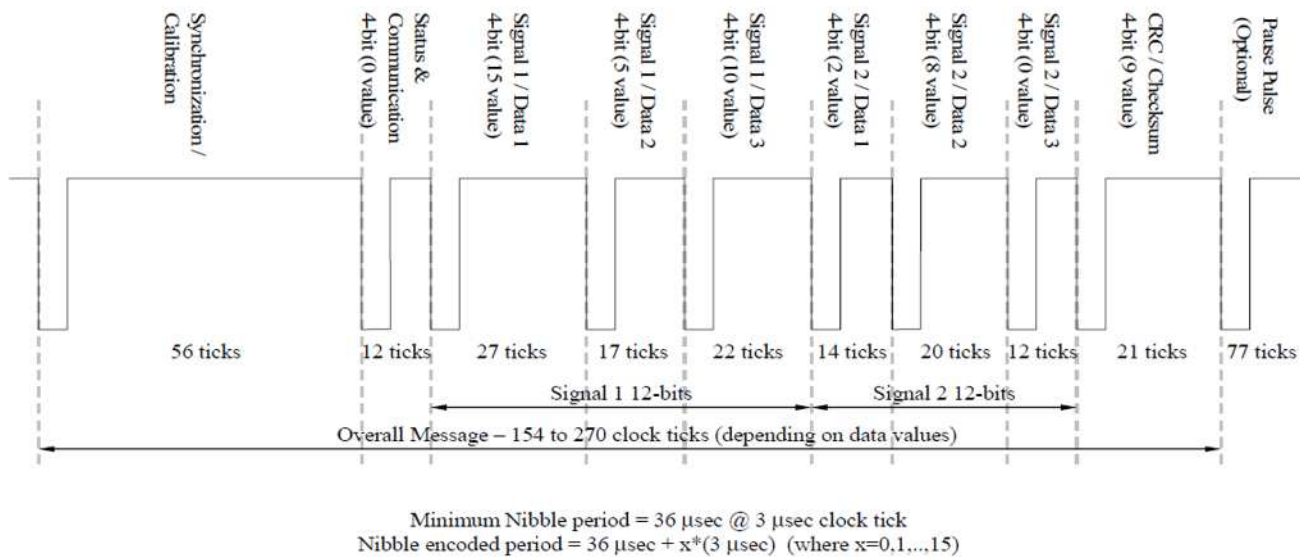 Synchronization /
Calibration
Status &
Communication
4-bit (0 value)
Signal 1 / Data 1
4-bit (15 value)
Signal 1 / Data 2
4-bit (5 value)
Signal 1 / Data 3
4-bit (10 value)
Signal 2 / Data 1
4-bit (2 value)
Signal 2 / Data 2
4-bit (8 value)
Signal 2 / Data 3
4-bit (0 value)
CRC / Checksum
4-bit (9 value)
Pause Pulse
(Optional)
56 ticks
12 ticks
27 ticks
17 ticks
22 ticks
14 ticks
20 ticks
12 ticks
21 ticks
77 ticks
Signal 1 12-bits
Signal 2 12-bits
Overall Message – 154 to 270 clock ticks (depending on data values)
Minimum Nibble period = 36 μsec @ 3 μsec clock tick
Nibble encoded period = 36 μsec + x*(3 μsec) (where x=0,1,..,15)